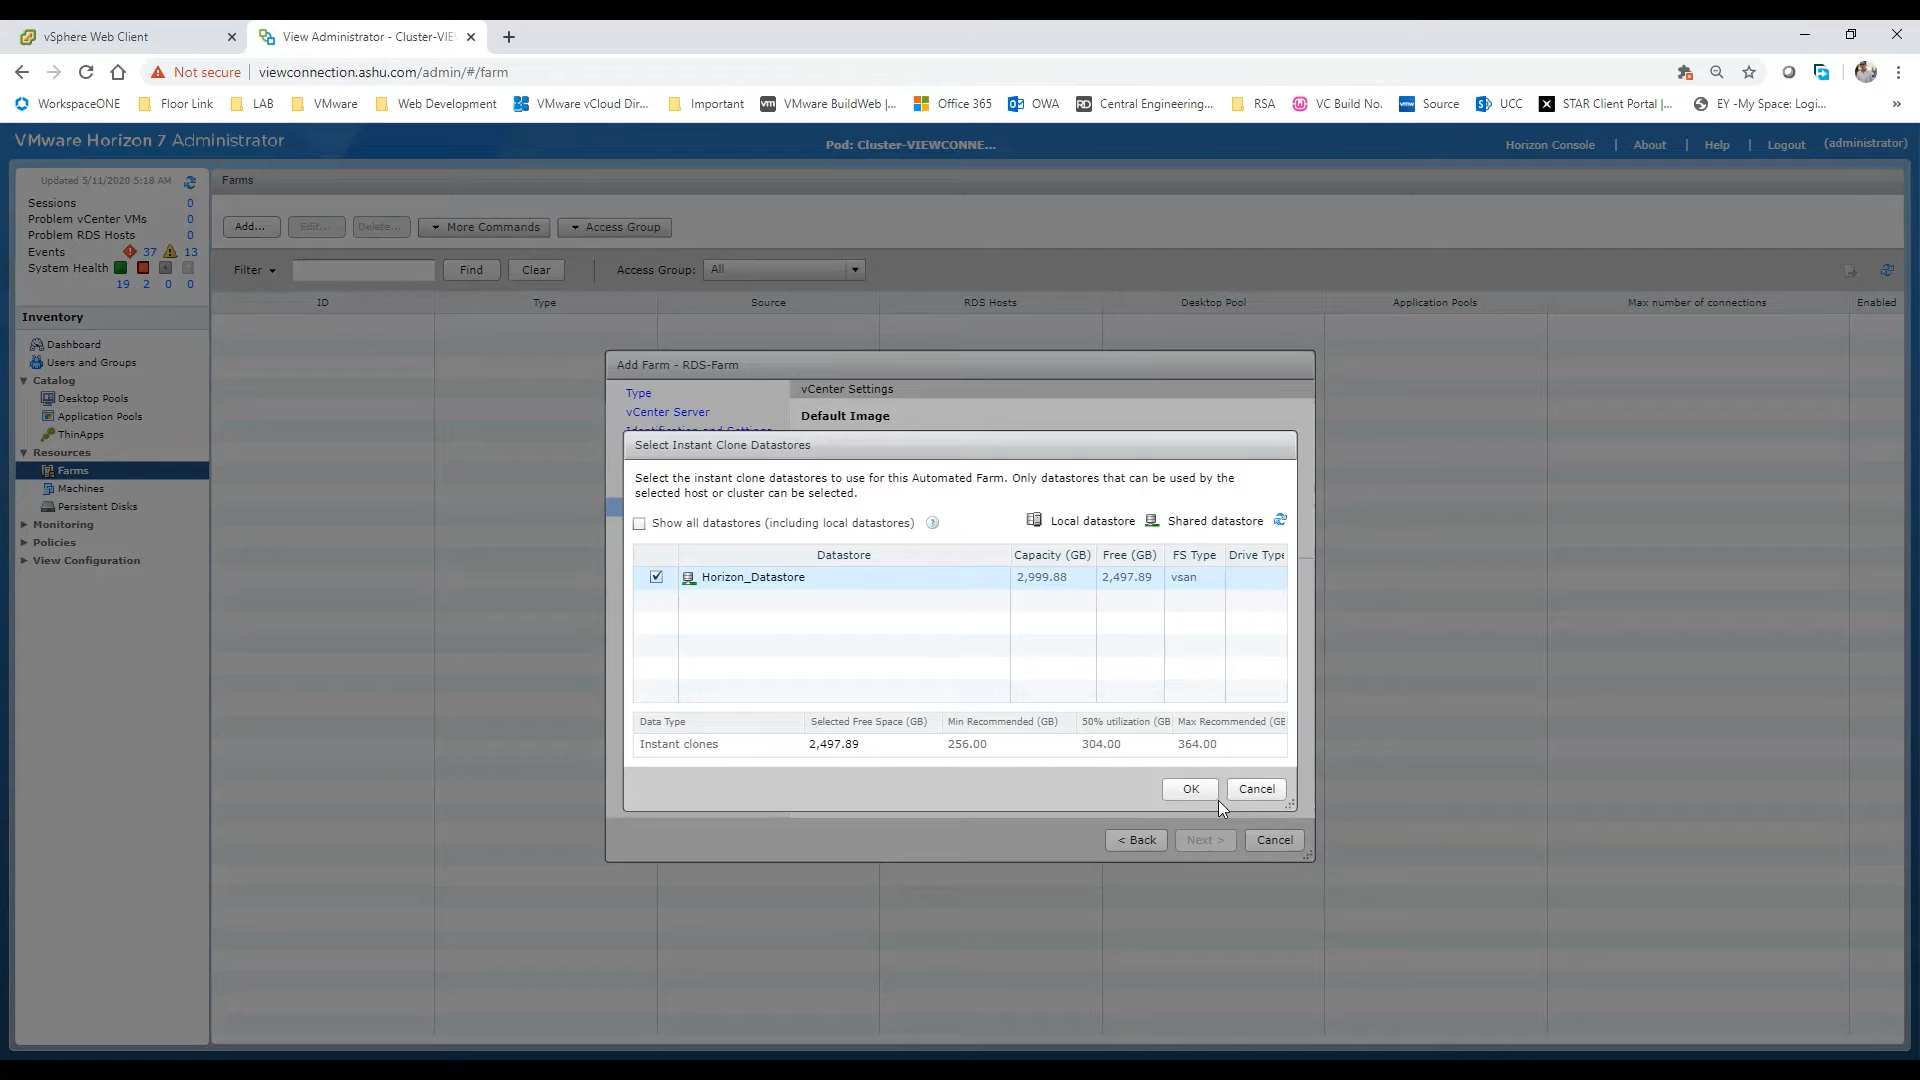 vSphere Web Client
View Administrator - Cluster-VIE
Not secure viewconnection.ashu.com/admin/#/farm
WorkspaceONE Floor Link LAB VMware Web Development VMware vCloud Dir... Important VMware BuildWeb |... Office 365 OWA Central Engineering,... RSA VC Build No. Source UCC STAR Client Portal |... EY -My Space: Logi... »
VMware Horizon 7 Administrator
Pod: Cluster-VIEWCONNE...
Horizon Console | About | Help | Logout (administrator)
Updated 5/11/2020 5:18 AM
Sessions 0
Problem vCenter VMs 0
Problem RDS Hosts 0
Events 37 13
System Health
19 2 0 0
Inventory
Dashboard
Users and Groups
Catalog
Desktop Pools
Application Pools
ThinApps
Resources
Farms
Machines
Persistent Disks
Monitoring
Policies
View Configuration
Farms
Add... Edit... Delete... More Commands Access Group
Filter Find Clear Access Group: All
ID Type Source RDS Hosts Desktop Pool Application Pools Max number of connections Enabled
Add Farm - RDS-Farm
Type
vCenter Server
Identification and Settings
vCenter Settings
Default Image
Select Instant Clone Datastores
Select the instant clone datastores to use for this Automated Farm. Only datastores that can be used by the
selected host or cluster can be selected.
Show all datastores (including local datastores) ? Local datastore Shared datastore
Datastore Capacity (GB) Free (GB) FS Type Drive Type
Horizon_Datastore 2,999.88 2,497.89 vsan
Data Type Selected Free Space (GB) Min Recommended (GB) 50% utilization (GB Max Recommended (GB
Instant clones 2,497.89 256.00 304.00 364.00
OK Cancel
< Back Next > Cancel